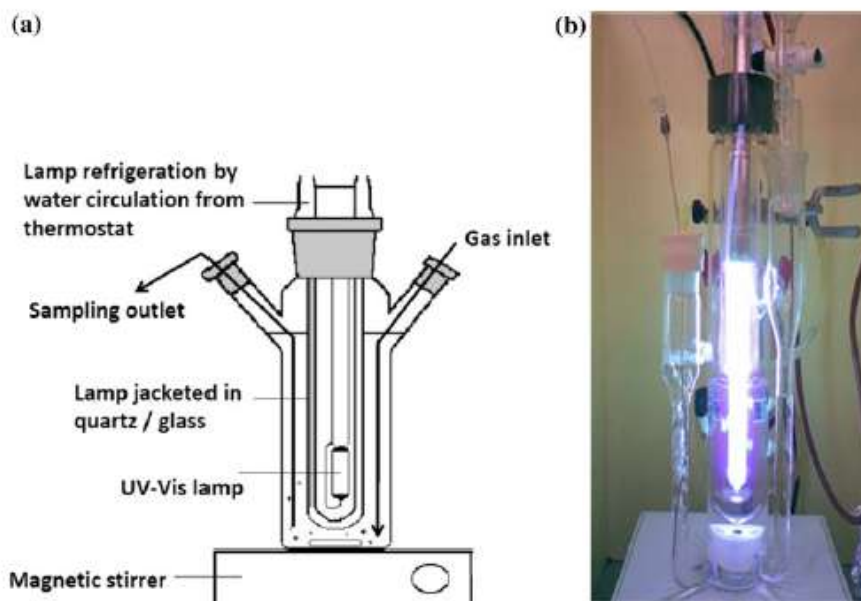 (a)
(b)
Lamp refrigeration by
water circulation from
thermostat
Gas inlet
Sampling outlet
Lamp jacketed in
quartz / glass
UV-Vis lamp
Magnetic stirrer